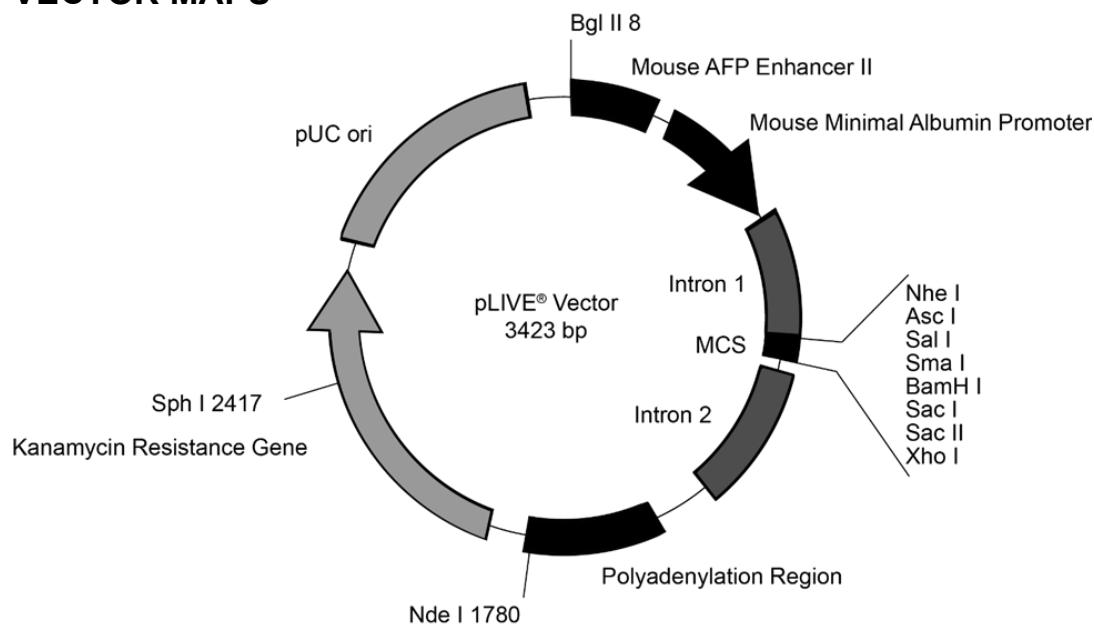 VECTOR MAPS
Bgl II 8
Mouse AFP Enhancer II
Mouse Minimal Albumin Promoter
pUC ori
Intron 1
pLIVE® Vector
3423 bp
MCS
Nhe I
Asc I
Sal I
Sma I
BamH I
Sac I
Sac II
Xho I
Sph I 2417
Intron 2
Kanamycin Resistance Gene
Polyadenylation Region
Nde I 1780